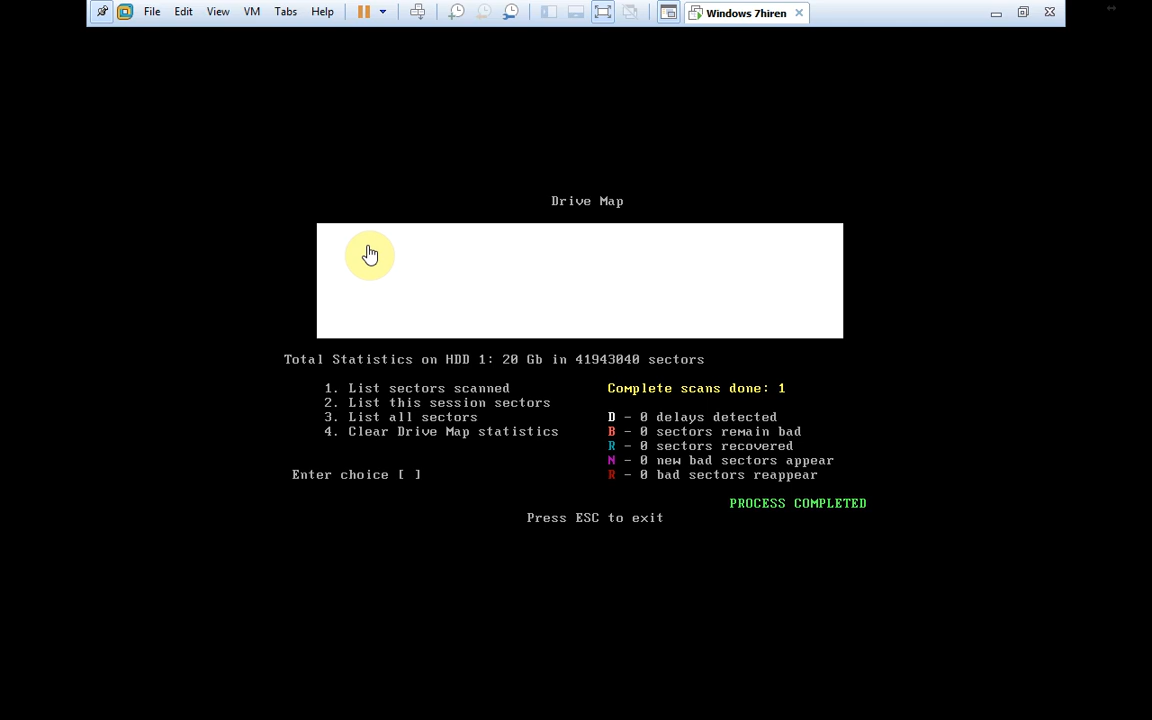 File Edit View VM Tabs Help Windows 7hiren
Drive Map
Total Statistics on HDD 1: 20 Gb in 41943040 sectors
1. List sectors scanned
2. List this session sectors
3. List all sectors
4. Clear Drive Map statistics
Enter choice [ ]
Complete scans done: 1
D - 0 delays detected
B - 0 sectors remain bad
R - 0 sectors recovered
N - 0 new bad sectors appear
R - 0 bad sectors reappear
PROCESS COMPLETED
Press ESC to exit